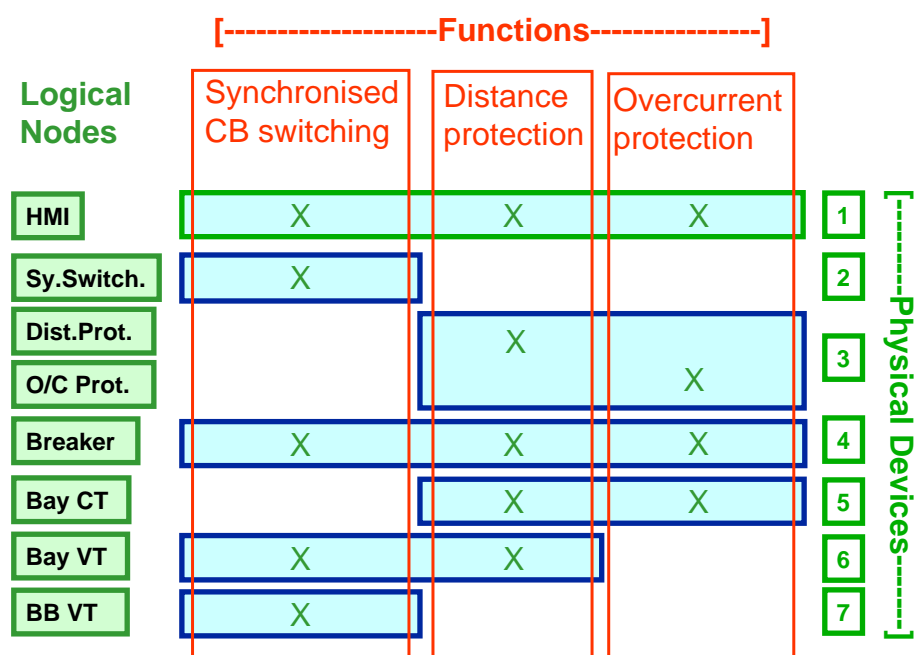 [--------------------Functions----------------]
Logical
Nodes
Synchronised
CB switching
Distance
protection
Overcurrent
protection
HMI X X X 1
Sy.Switch. X 2
Dist.Prot. X
3
O/C Prot. X
Breaker X X X 4
Bay CT X X 5
Bay VT X X 6
BB VT X 7
[---------Physical Devices-------]